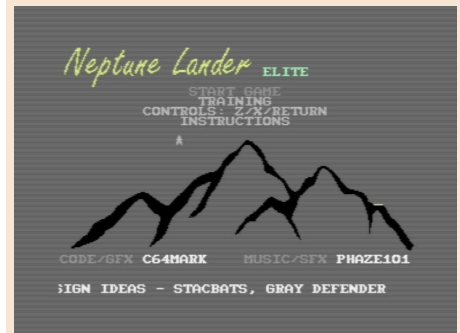 Neptune Lander ELITE
START GAME
TRAINING
CONTROLS: Z/X/RETURN
INSTRUCTIONS
CODE/GFX C64MARK MUSIC/SFX PHAZE101
SIGN IDEAS - STACBATS, GRAY DEFENDER